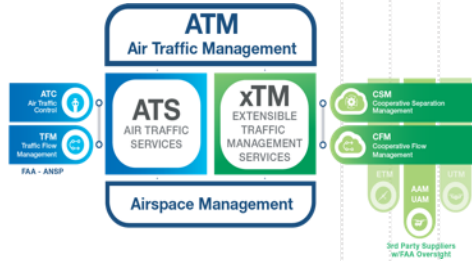 ATM
Air Traffic Management
ATC
Air Traffic
Control
TFM
Traffic Flow
Management
FAA - ANSP
ATS
AIR TRAFFIC
SERVICES
xTM
EXTENSIBLE
TRAFFIC
MANAGEMENT
SERVICES
CSM
Cooperative Separation
Management
CFM
Cooperative Flow
Management
ETM
AAM
UAM
UTM
3rd Party Suppliers
w/FAA Oversight
Airspace Management